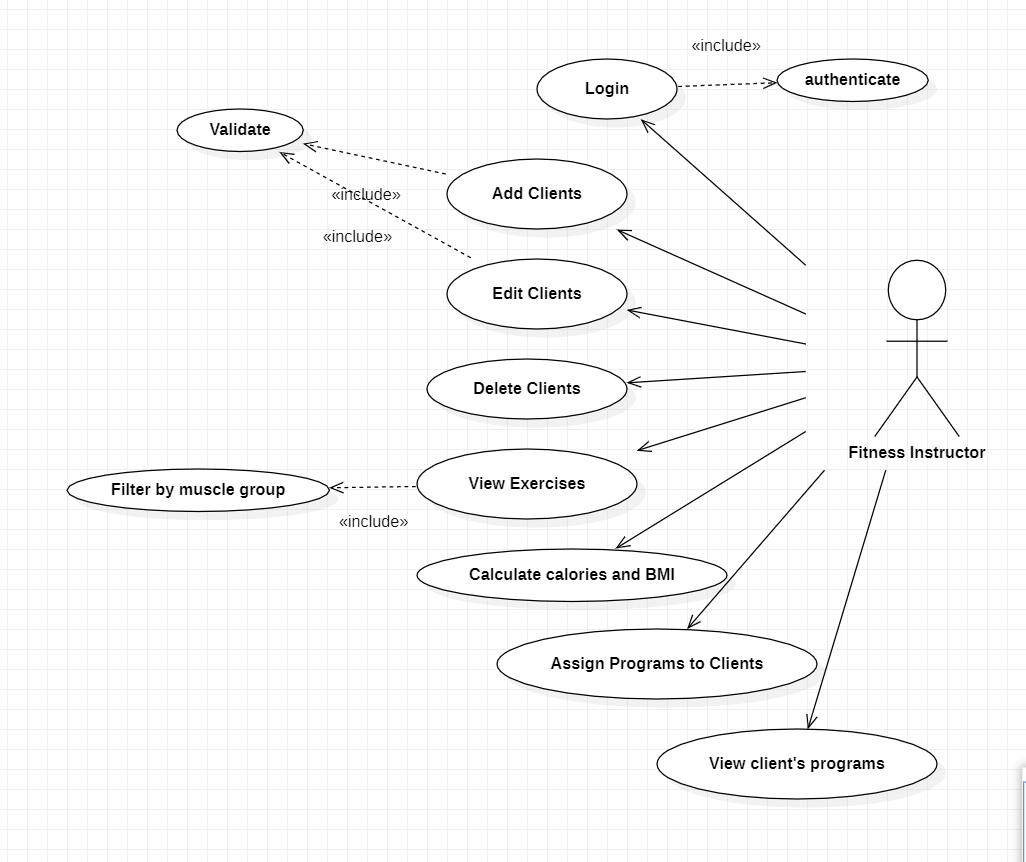 «include»
Login
authenticate
Validate
Add Clients
«include»
«include»
Edit Clients
Delete Clients
Fitness Instructor
View Exercises
Filter by muscle group
«include»
Calculate calories and BMI
Assign Programs to Clients
View client's programs